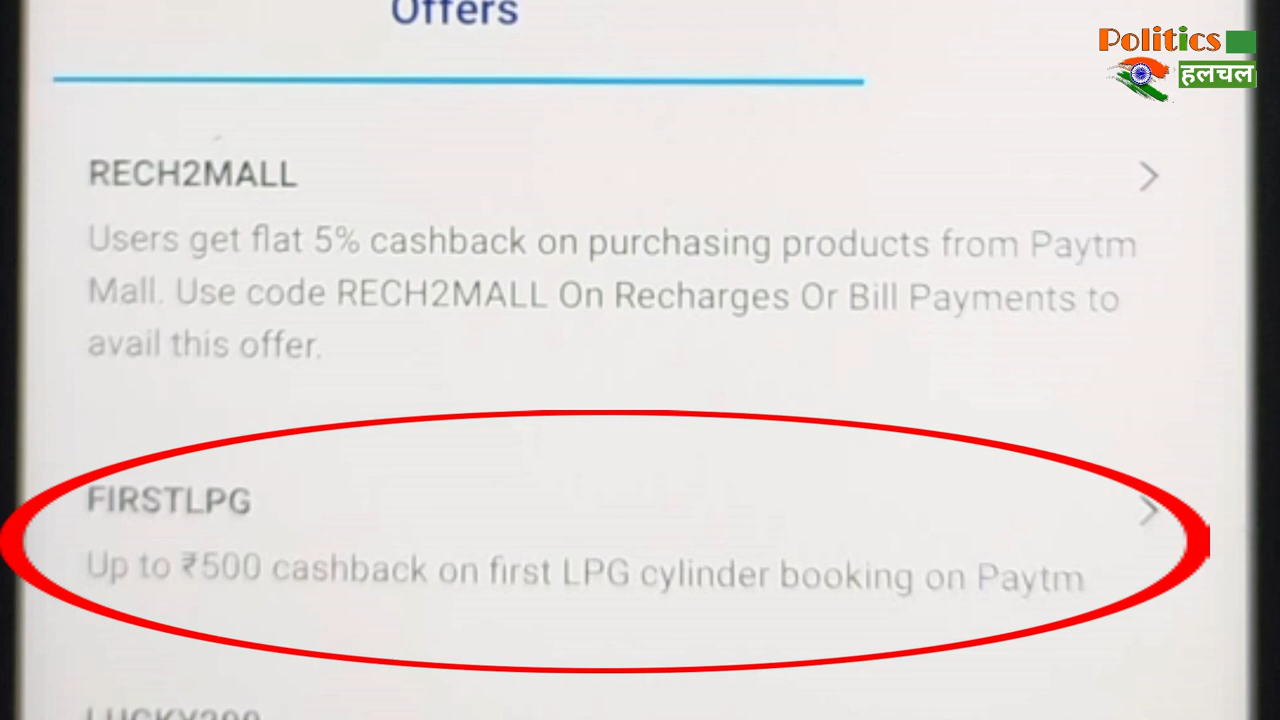 Offers
Politics
हलचल
RECH2MALL
Users get flat 5% cashback on purchasing products from Paytm
Mall. Use code RECH2MALL On Recharges Or Bill Payments to
avail this offer.
FIRSTLPG
Up to ₹500 cashback on first LPG cylinder booking on Paytm
LUCKY200